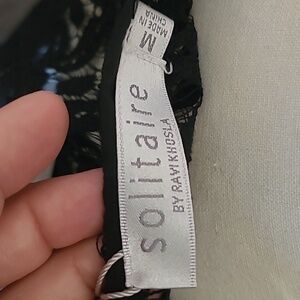 solitaire
BY RAVI KHOSLA
M
MADE IN
CHINA